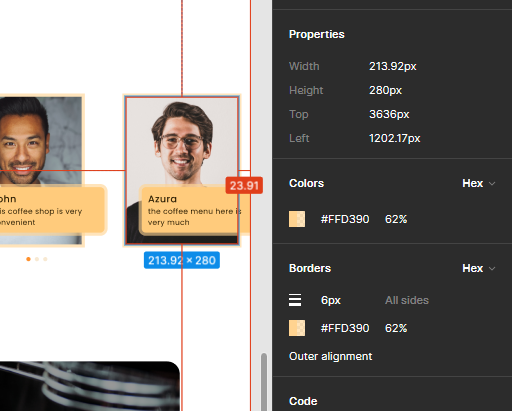 Properties
Width 213.92px
Height 280px
Top 3636px
Left 1202.17px
Colors Hex
#FFD390 62%
Borders Hex
6px All sides
#FFD390 62%
Outer alignment
Code
ohn
is coffee shop is very
nvenient
Azura
the coffee menu here is
very much
23.91
213.92 × 280